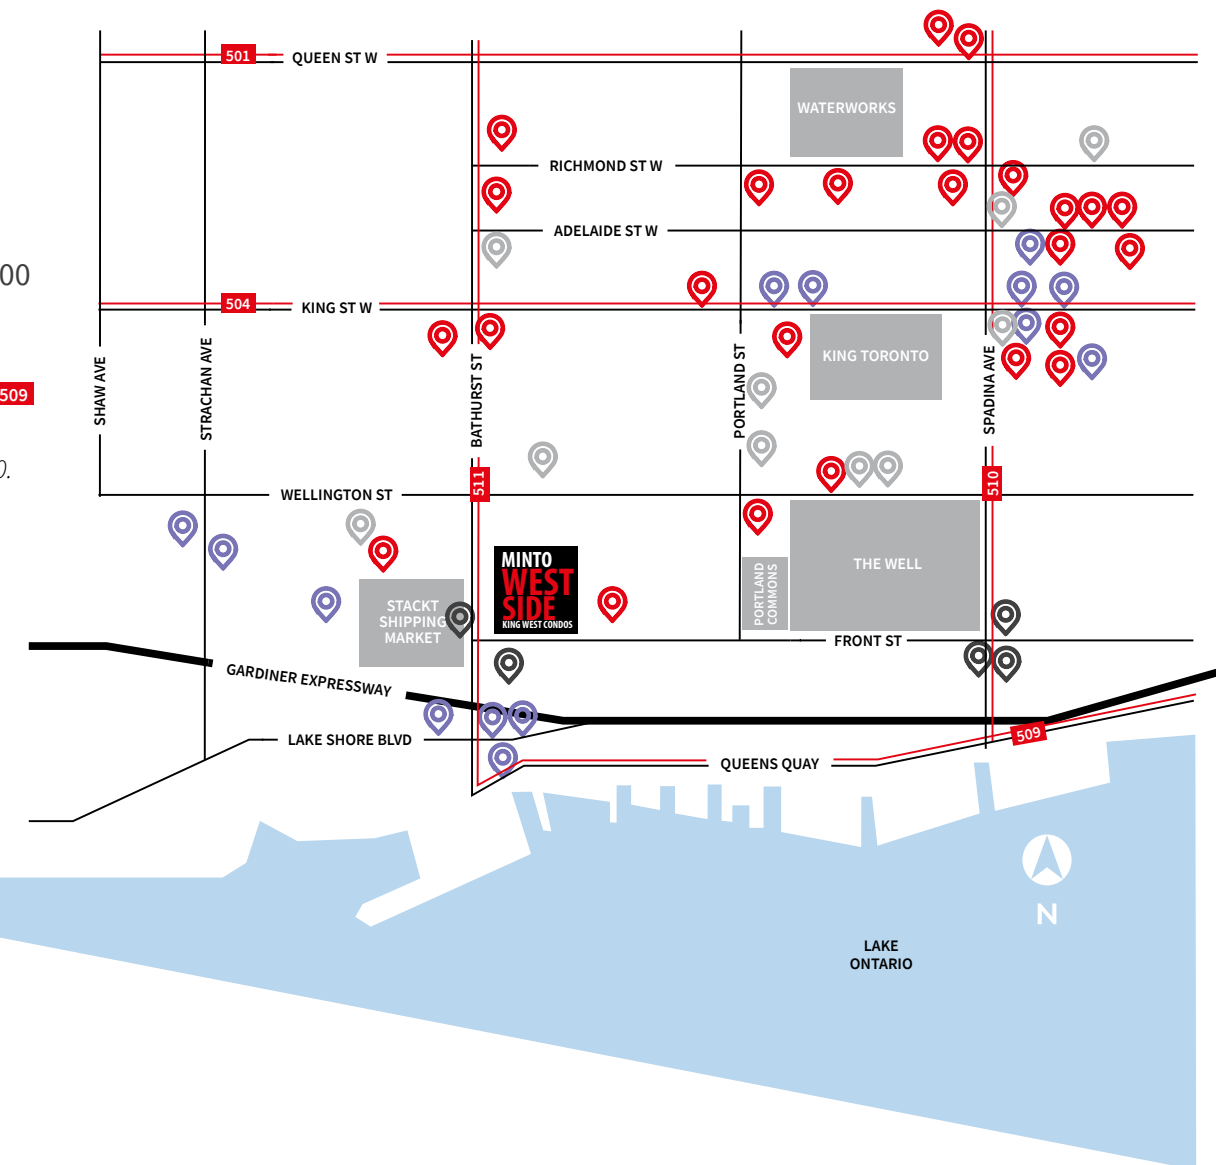 501
QUEEN ST W
WATERWORKS
RICHMOND ST W
ADELAIDE ST W
00
504
KING ST W
SHAW AVE
STRACHAN AVE
BATHURST ST
PORTLAND ST
KING TORONTO
SPADINA AVE
509
0.
511
510
WELLINGTON ST
MINTO
WEST
SIDE
KING WEST CONDOS
STACKT
SHIPPING
MARKET
PORTLAND
COMMONS
THE WELL
FRONT ST
GARDINER EXPRESSWAY
LAKE SHORE BLVD
509
QUEENS QUAY
N
LAKE
ONTARIO